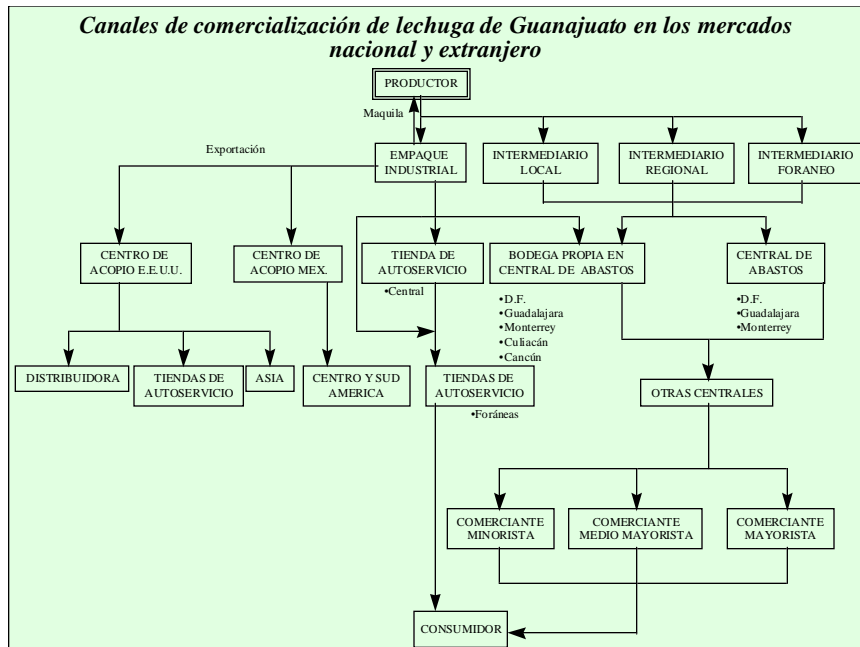 Canales de comercialización de lechuga de Guanajuato en los mercados
nacional y extranjero
PRODUCTOR
Maquila
Exportación
EMPAQUE
INDUSTRIAL
INTERMEDIARIO
LOCAL
INTERMEDIARIO
REGIONAL
INTERMEDIARIO
FORANEO
CENTRO DE
ACOPIO E.E.U.U.
CENTRO DE
ACOPIO MEX.
TIENDA DE
AUTOSERVICIO
•Central
BODEGA PROPIA EN
CENTRAL DE ABASTOS
•D.F.
•Guadalajara
•Monterrey
•Culiacán
•Cancún
CENTRAL DE
ABASTOS
•D.F.
•Guadalajara
•Monterrey
DISTRIBUIDORA
TIENDAS DE
AUTOSERVICIO
ASIA
CENTRO Y SUD
AMERICA
TIENDAS DE
AUTOSERVICIO
•Foráneas
OTRAS CENTRALES
COMERCIANTE
MINORISTA
COMERCIANTE
MEDIO MAYORISTA
COMERCIANTE
MAYORISTA
CONSUMIDOR